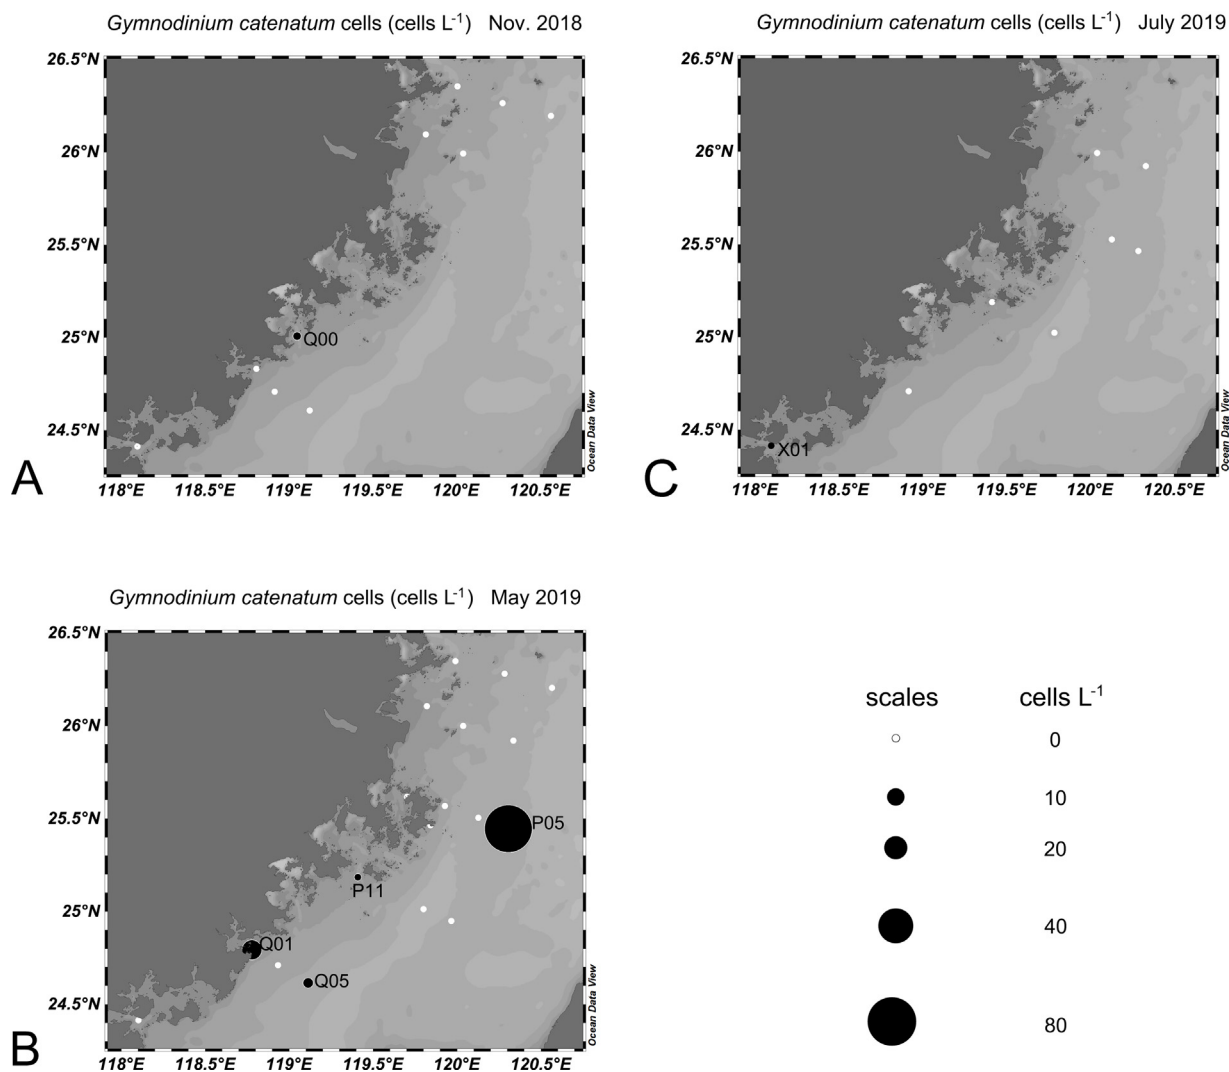 Gymnodinium catenatum cells (cells L⁻¹) Nov. 2018
26.5°N
26°N
25.5°N
25°N
24.5°N
Q00
Ocean Data View
118°E 118.5°E 119°E 119.5°E 120°E 120.5°E
A
Gymnodinium catenatum cells (cells L⁻¹) July 2019
26.5°N
26°N
25.5°N
25°N
24.5°N
X01
Ocean Data View
118°E 118.5°E 119°E 119.5°E 120°E 120.5°E
C
Gymnodinium catenatum cells (cells L⁻¹) May 2019
26.5°N
26°N
25.5°N
25°N
24.5°N
P05
P11
Q01
Q05
Ocean Data View
118°E 118.5°E 119°E 119.5°E 120°E 120.5°E
B
scales cells L⁻¹
0
10
20
40
80